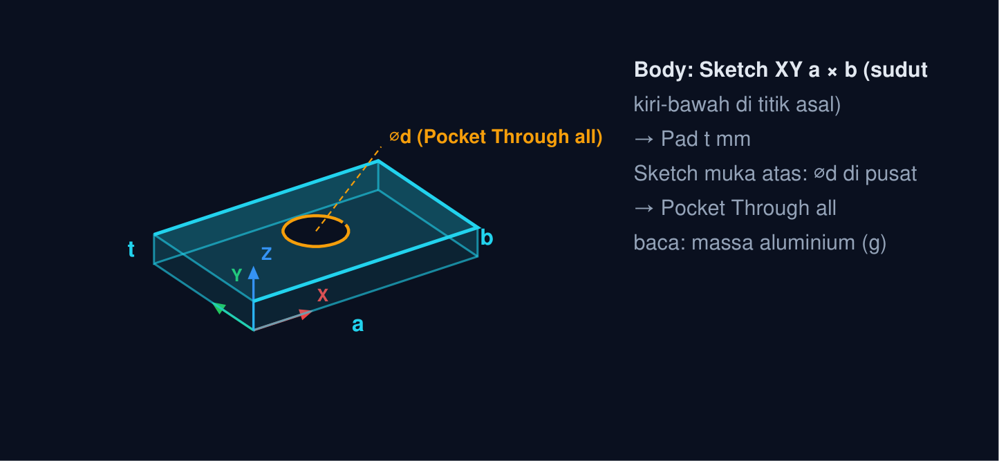 Body: Sketch XY a × b (sudut
kiri-bawah di titik asal)
→ Pad t mm
Sketch muka atas: ⌀d di pusat
→ Pocket Through all
baca: massa aluminium (g)
⌀d (Pocket Through all)
t
b
Z
Y
X
a